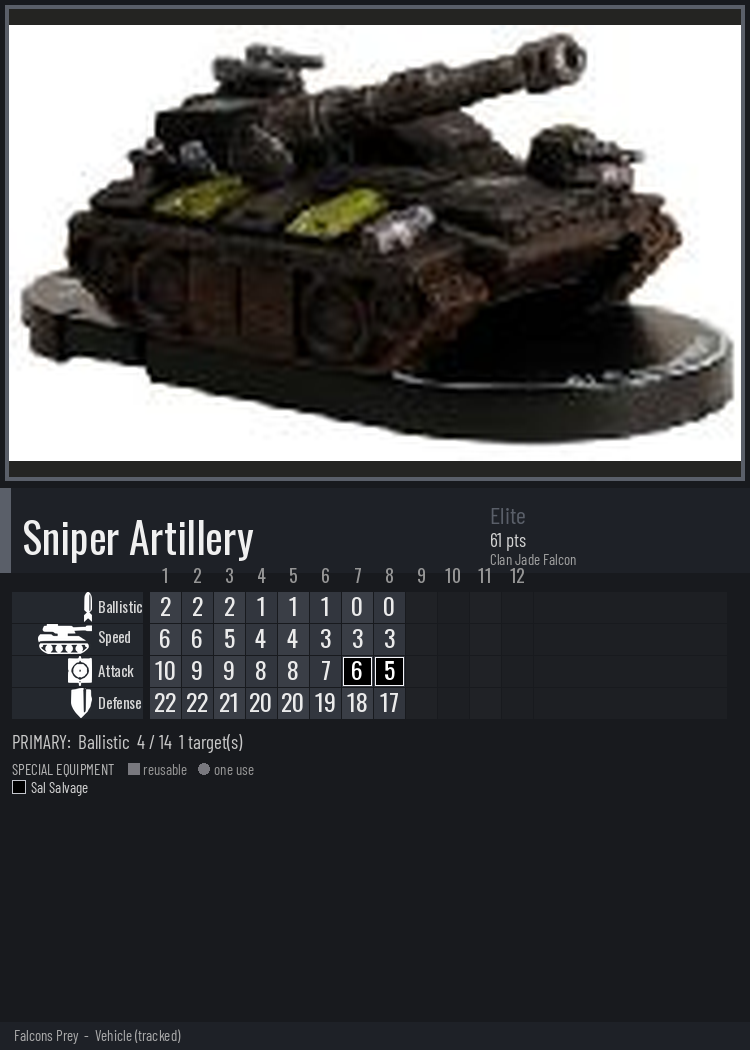 Sniper Artillery
Elite
61 pts
Clan Jade Falcon
1 2 3 4 5 6 7 8 9 10 11 12
Ballistic 2 2 2 1 1 1 0 0
Speed 6 6 5 4 4 3 3 3
Attack 10 9 9 8 8 7 6 5
Defense 22 22 21 20 20 19 18 17
PRIMARY: Ballistic 4 / 14 1 target(s)
SPECIAL EQUIPMENT reusable one use
Sal Salvage
Falcons Prey - Vehicle (tracked)